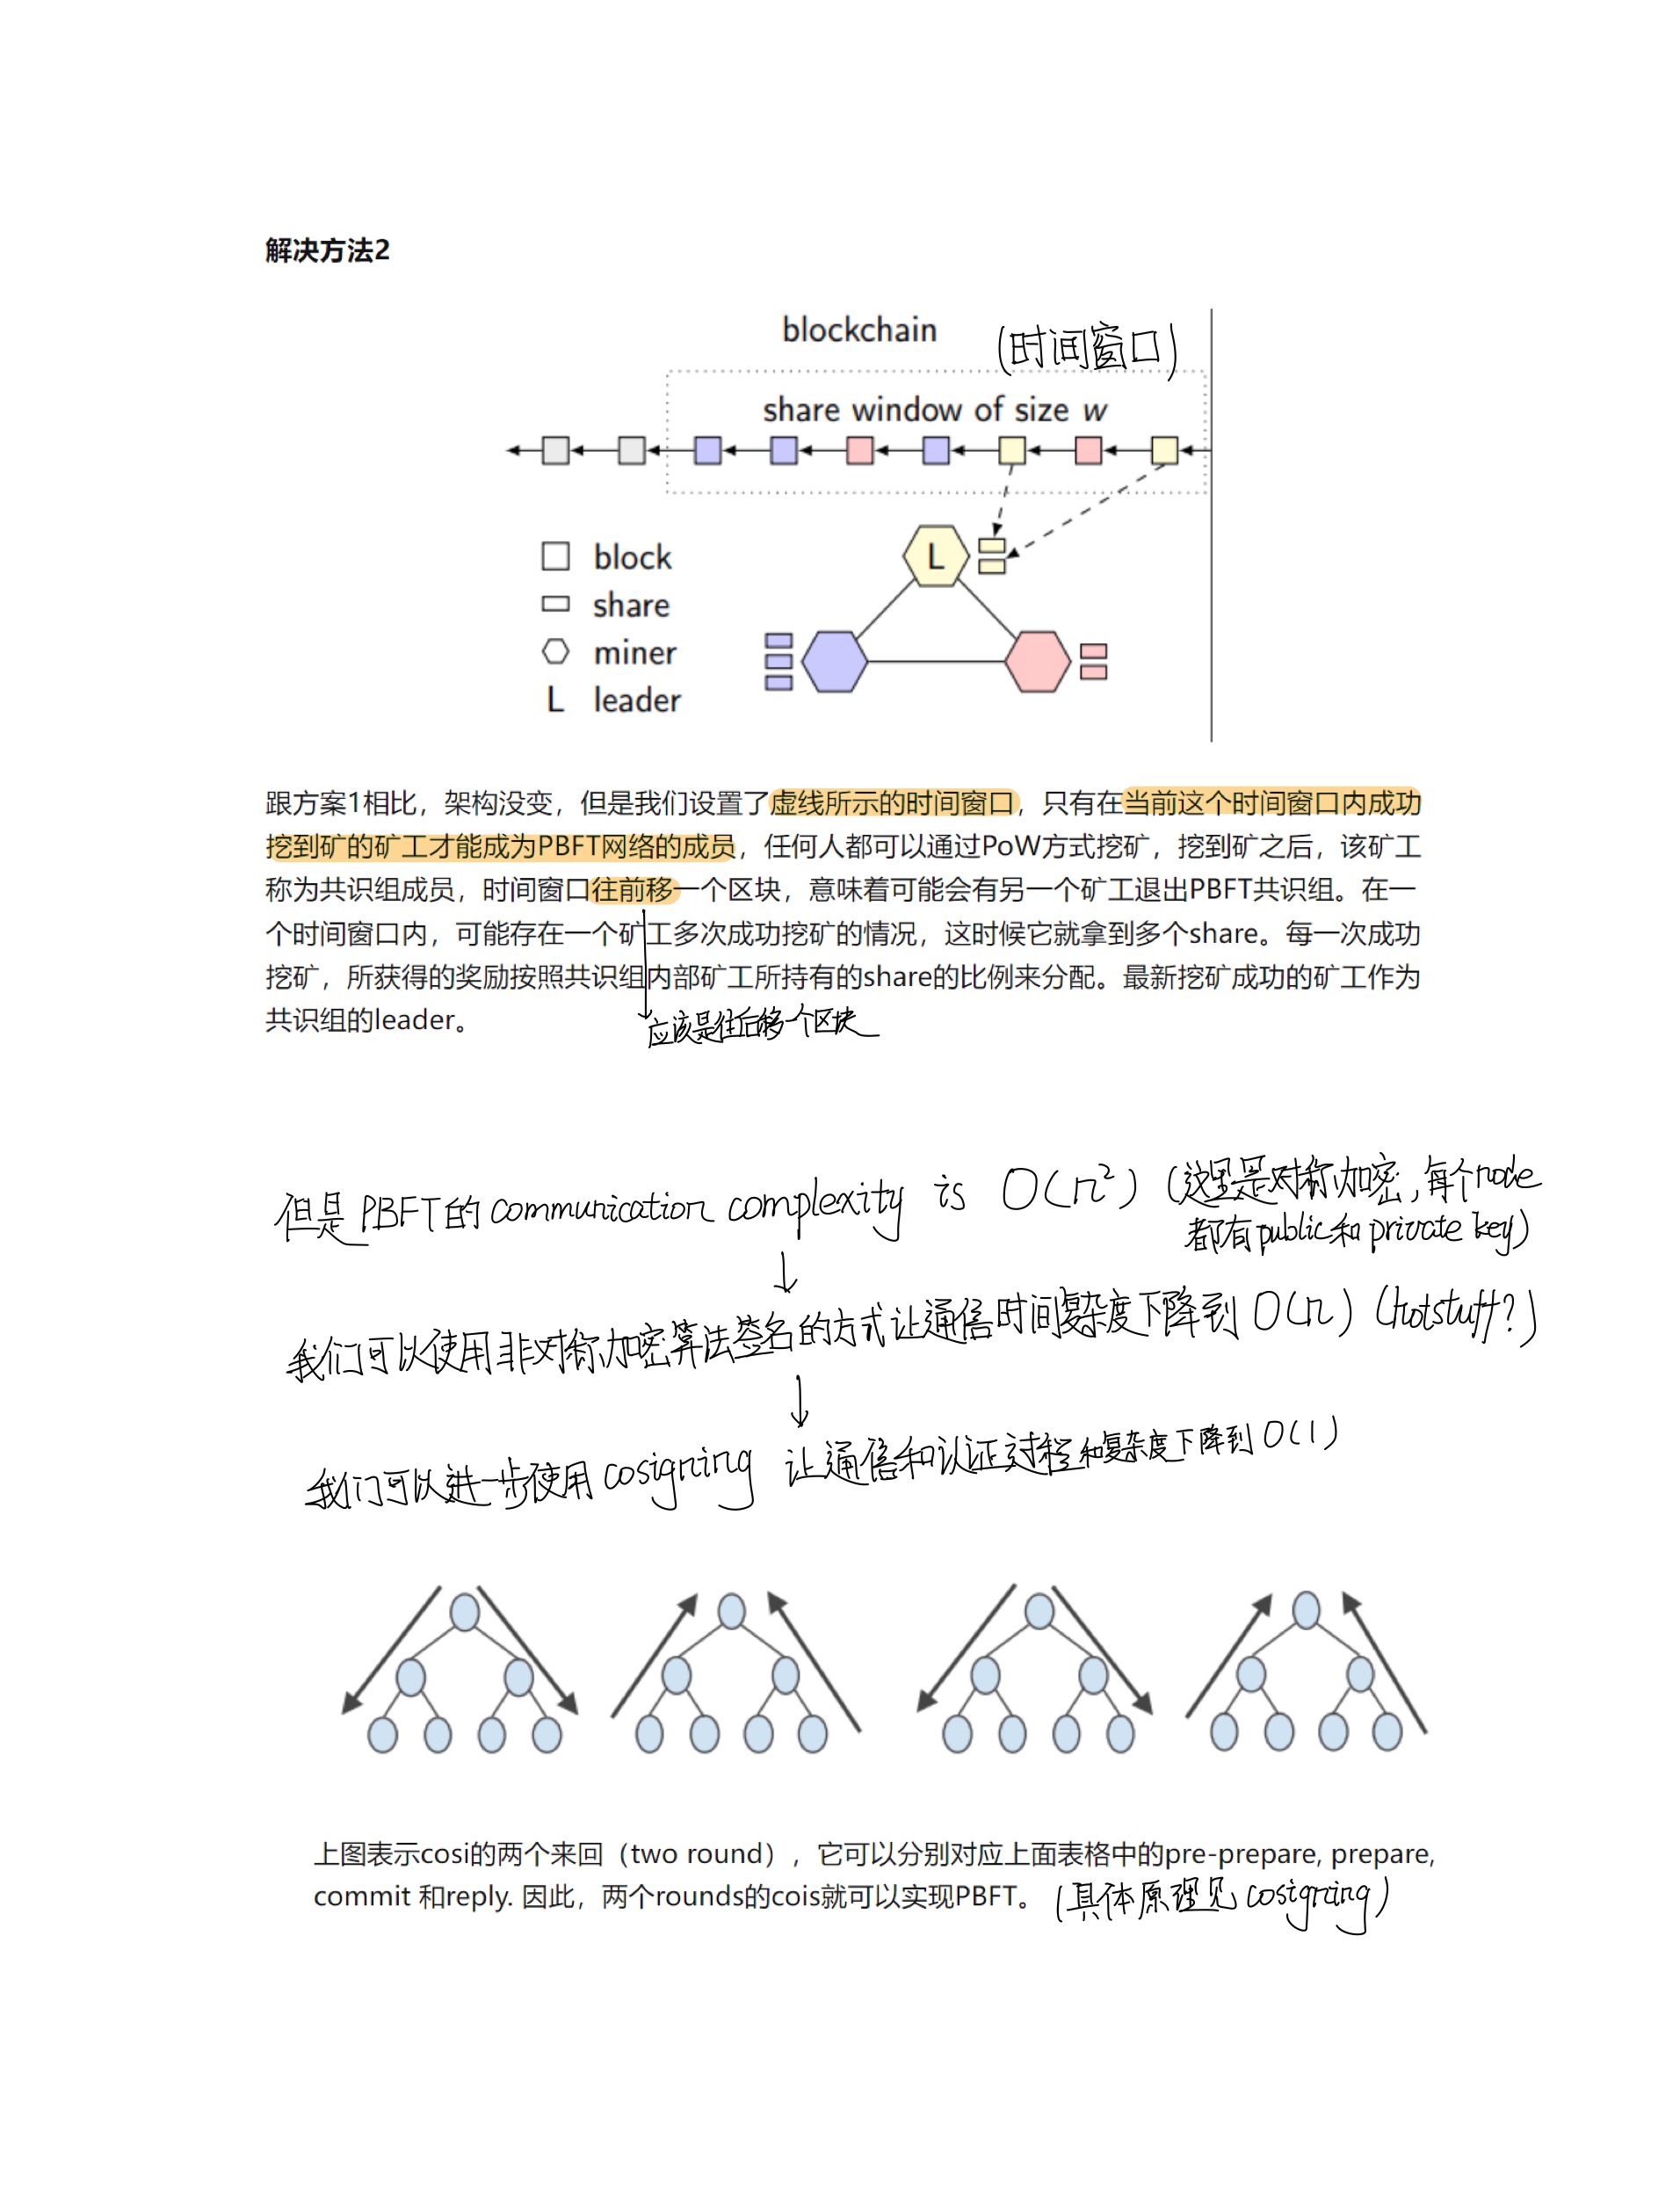 解决方法2
blockchain
(时间窗口)
share window of size w
L
block
share
miner
L leader
跟方案1相比，架构没变，但是我们设置了虚线所示的时间窗口，只有在当前这个时间窗口内成功
挖到矿的矿工才能成为PBFT网络的成员，任何人都可以通过PoW方式挖矿，挖到矿之后，该矿工
称为共识组成员，时间窗口往前移一个区块，意味着可能会有另一个矿工退出PBFT共识组。在一
个时间窗口内，可能存在一个矿工多次成功挖矿的情况，这时候它就拿到多个share。每一次成功
挖矿，所获得的奖励按照共识组内部矿工所持有的share的比例来分配。最新挖矿成功的矿工作为
共识组的leader。
应该是往后移一个区块
但是PBFT的communication complexity is O(n²) (这里是对称加密,每个node
都有public和private key)
↓
我们可以使用非对称加密算法签名的方式让通信时间复杂度下降到O(n) (hotstuff?)
↓
我们可以进一步使用cosigning 让通信和认证过程和复杂度下降到O(1)
上图表示cosi的两个来回（two round），它可以分别对应上面表格中的pre-prepare, prepare,
commit 和reply. 因此，两个rounds的cois就可以实现PBFT。 (具体原理见cosigning)